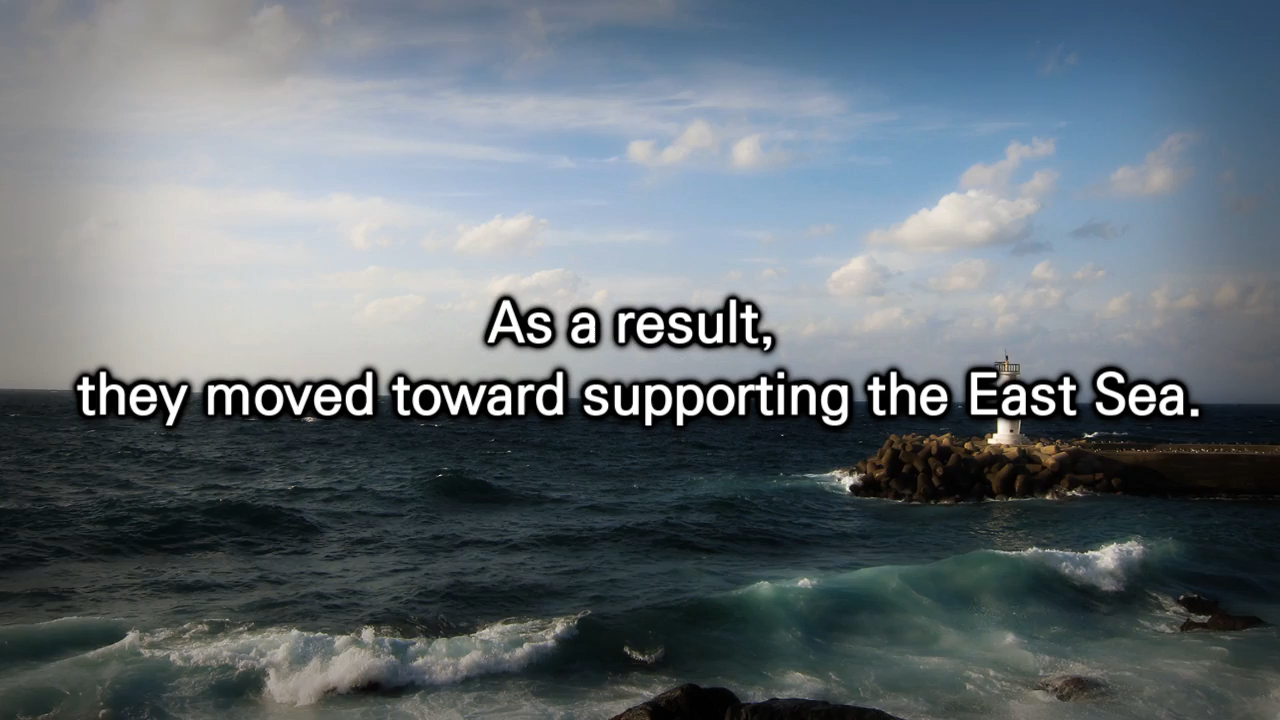 As a result,
they moved toward supporting the East Sea.